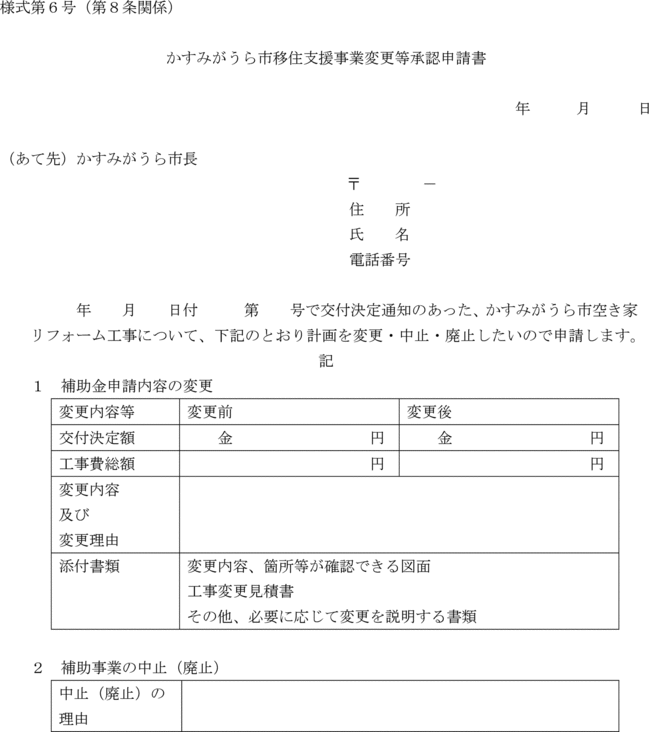 様式第６号（第８条関係）
かすみがうら市移住支援事業変更等承認申請書
年　　　月　　　日
（あて先）かすみがうら市長
〒　　　　－
住　　所
氏　　名
電話番号
年　　月　　日付　　　第　　号で交付決定通知のあった、かすみがうら市空き家
リフォーム工事について、下記のとおり計画を変更・中止・廃止したいので申請します。
記
１　補助金申請内容の変更
変更内容等　変更前　変更後
交付決定額　金　円　金　円
工事費総額　円　円
変更内容
及び
変更理由
添付書類　変更内容、箇所等が確認できる図面
工事変更見積書
その他、必要に応じて変更を説明する書類
２　補助事業の中止（廃止）
中止（廃止）の
理由